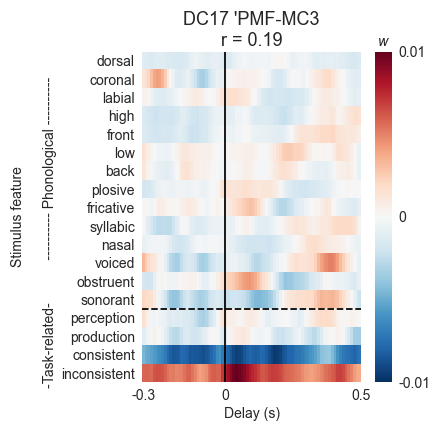 DC17 'PMF-MC3
r = 0.19
w
Stimulus feature
---------- Phonological ----------
-Task-related-
dorsal
coronal
labial
high
front
low
back
plosive
fricative
syllabic
nasal
voiced
obstruent
sonorant
perception
production
consistent
inconsistent
0.01
0
-0.01
-0.3
0
0.5
Delay (s)